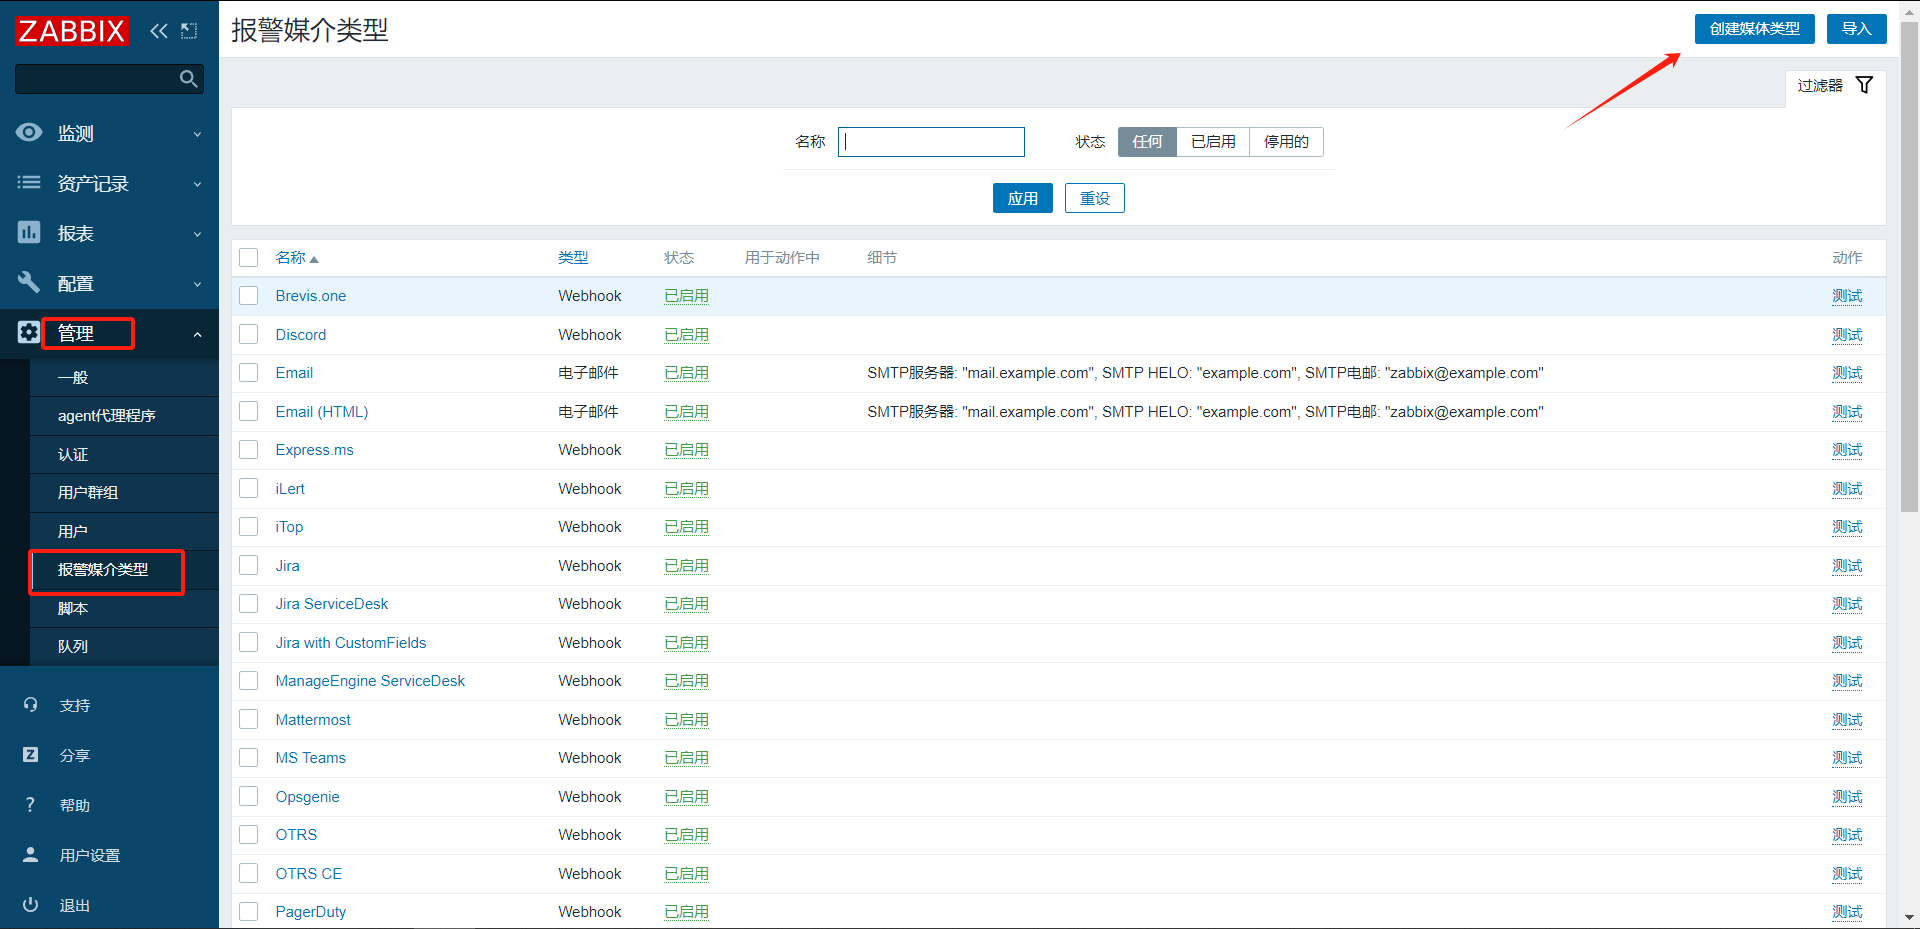 ZABBIX
监测
资产记录
报表
配置
管理
一般
agent代理程序
认证
用户群组
用户
报警媒介类型
脚本
队列
支持
Z 分享
? 帮助
用户设置
退出
报警媒介类型
创建媒体类型 导入
过滤器
名称 状态 任何 已启用 停用的
应用 重设
名称 类型 状态 用于动作中 细节 动作
Brevis.one Webhook 已启用 测试
Discord Webhook 已启用 测试
Email 电子邮件 已启用 SMTP服务器: "mail.example.com", SMTP HELO: "example.com", SMTP电邮: "zabbix@example.com" 测试
Email (HTML) 电子邮件 已启用 SMTP服务器: "mail.example.com", SMTP HELO: "example.com", SMTP电邮: "zabbix@example.com" 测试
Express.ms Webhook 已启用 测试
iLert Webhook 已启用 测试
iTop Webhook 已启用 测试
Jira Webhook 已启用 测试
Jira ServiceDesk Webhook 已启用 测试
Jira with CustomFields Webhook 已启用 测试
ManageEngine ServiceDesk Webhook 已启用 测试
Mattermost Webhook 已启用 测试
MS Teams Webhook 已启用 测试
Opsgenie Webhook 已启用 测试
OTRS Webhook 已启用 测试
OTRS CE Webhook 已启用 测试
PagerDuty Webhook 已启用 测试